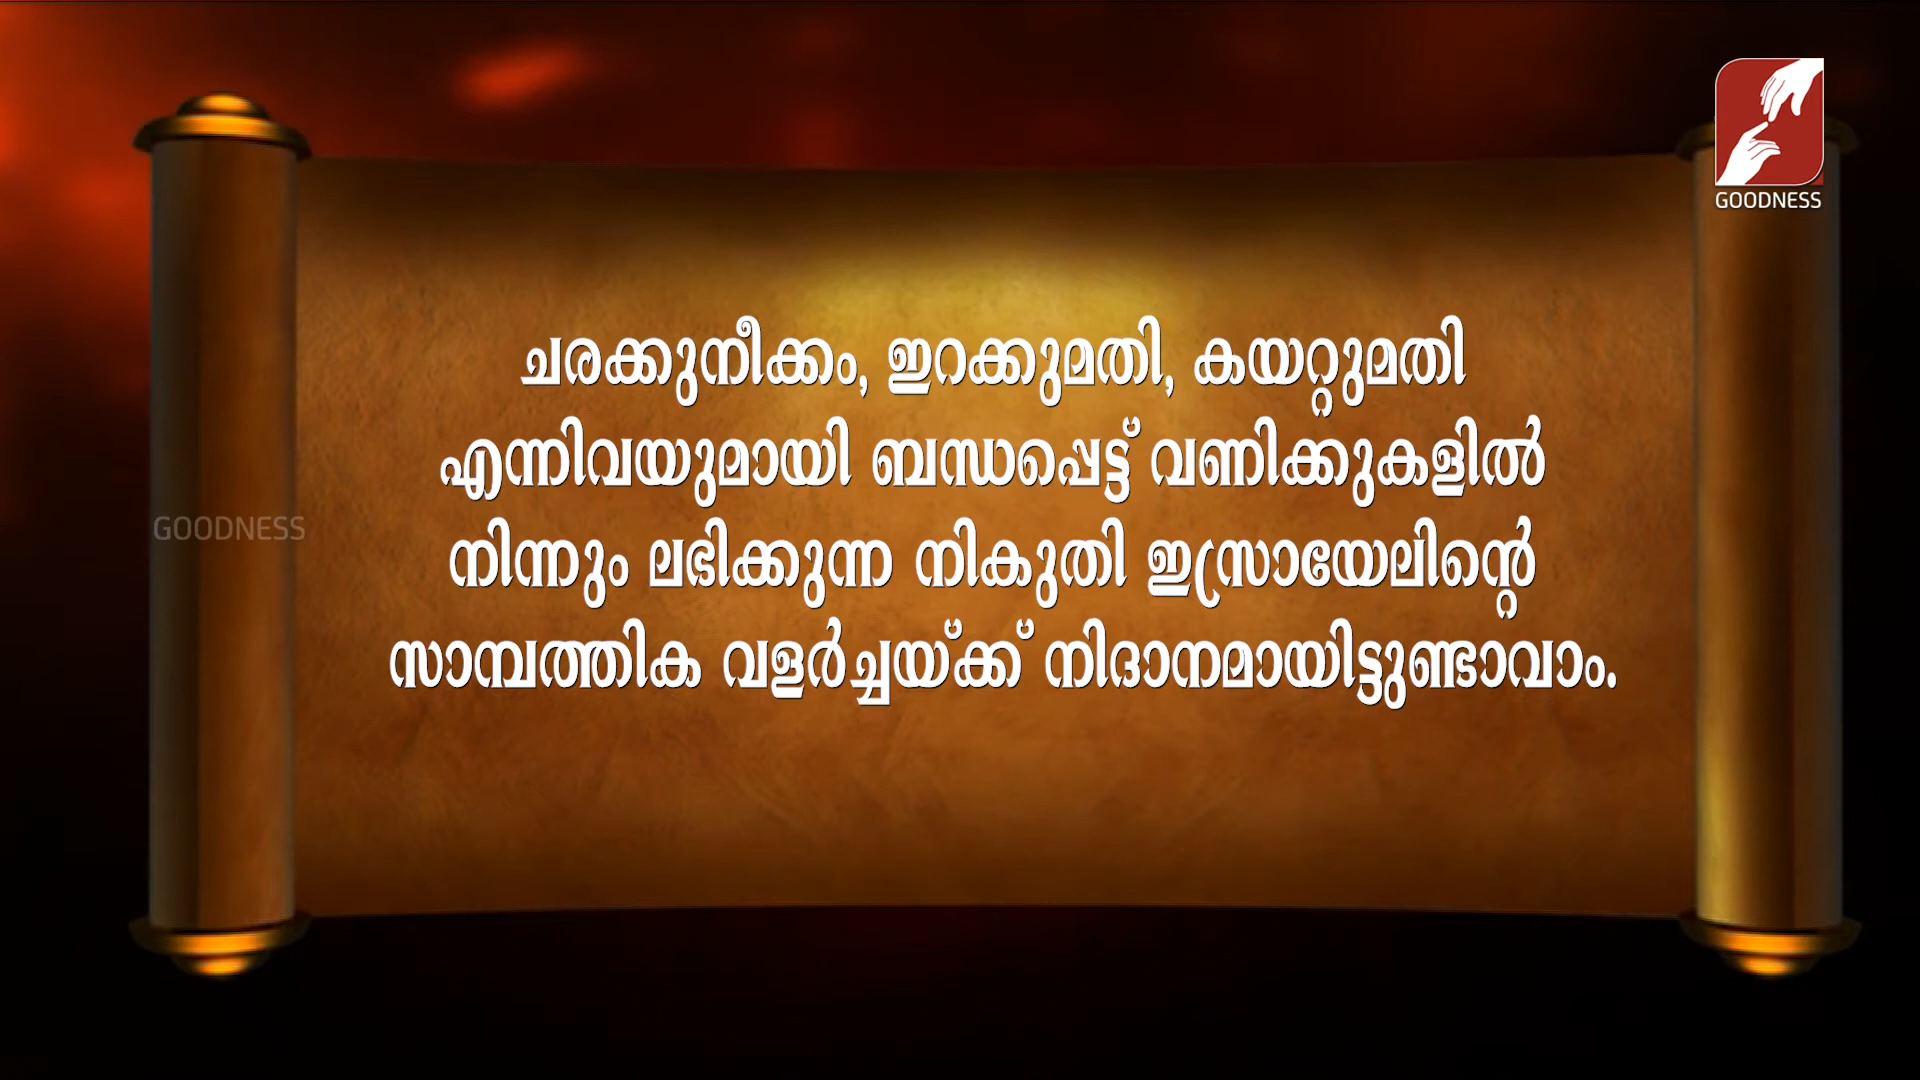 GOODNESS
ചരക്കുനീക്കം, ഇറക്കുമതി, കയറ്റുമതി
എന്നിവയുമായി ബന്ധപ്പെട്ട് വണിക്കുകളിൽ
GOODNESS
നിന്നും ലഭിക്കുന്ന നികുതി ഇസ്രായേലിന്റെ
സാമ്പത്തിക വളർച്ചയ്ക്ക് നിദാനമായിട്ടുണ്ടാവാം.